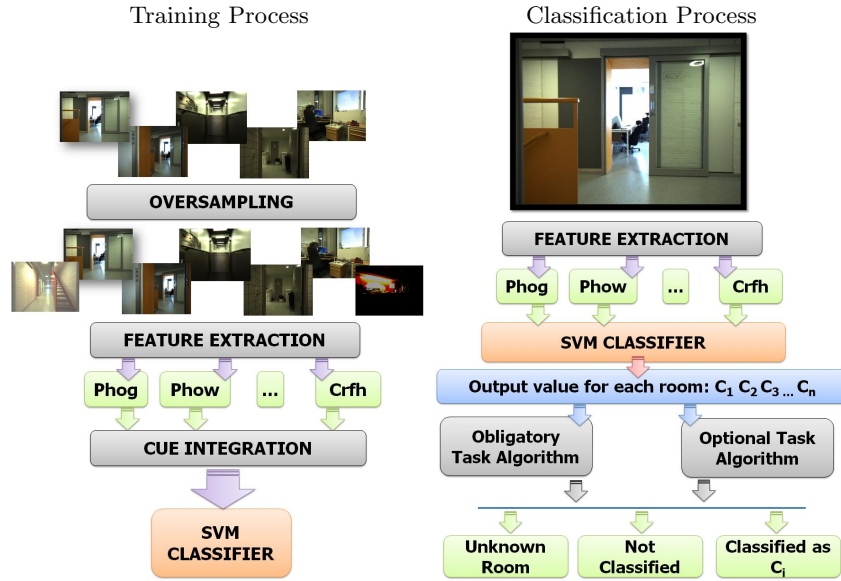 Training Process
OVERSAMPLING
FEATURE EXTRACTION
Phog Phow ... Crfh
CUE INTEGRATION
SVM
CLASSIFIER
Classification Process
FEATURE EXTRACTION
Phog Phow ... Crfh
SVM CLASSIFIER
Output value for each room: C₁ C₂ C₃ ... Cₙ
Obligatory
Task Algorithm
Optional Task
Algorithm
Unknown
Room
Not
Classified
Classified as
Cᵢ